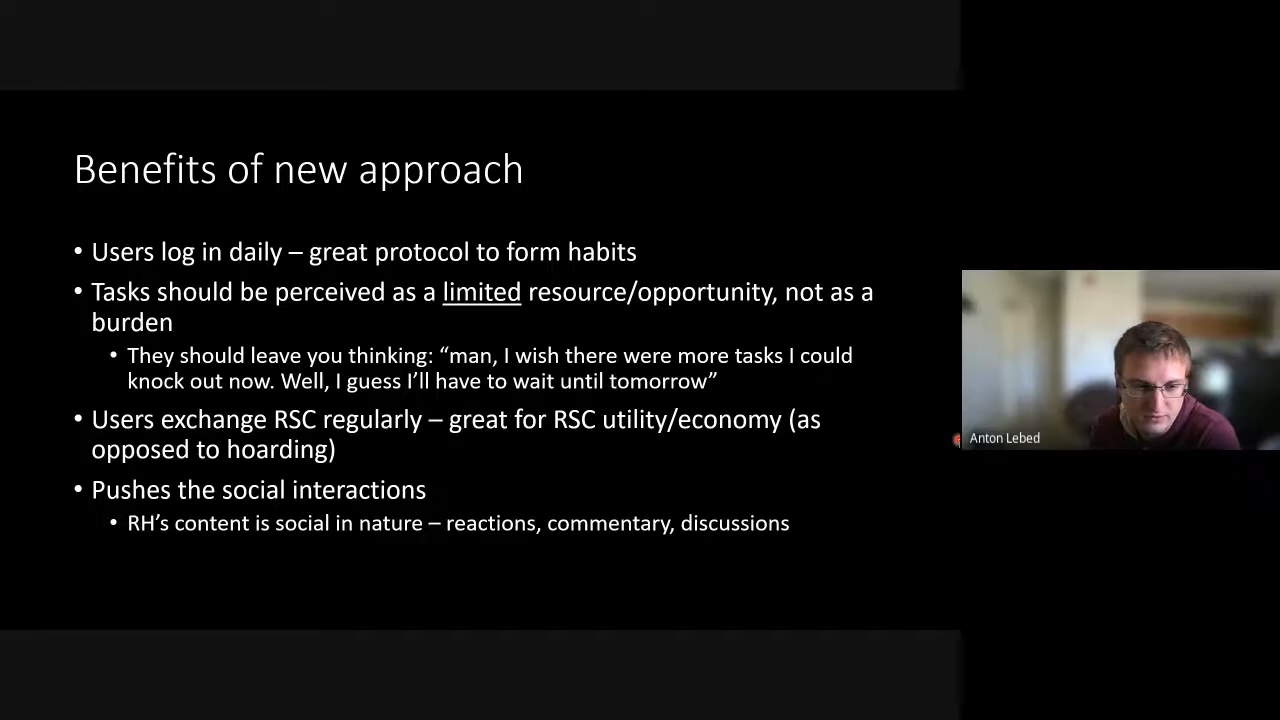 Benefits of new approach
• Users log in daily – great protocol to form habits
• Tasks should be perceived as a limited resource/opportunity, not as a
burden
• They should leave you thinking: “man, I wish there were more tasks I could
knock out now. Well, I guess I’ll have to wait until tomorrow”
• Users exchange RSC regularly – great for RSC utility/economy (as
opposed to hoarding)
• Pushes the social interactions
• RH’s content is social in nature – reactions, commentary, discussions
Anton Lebed